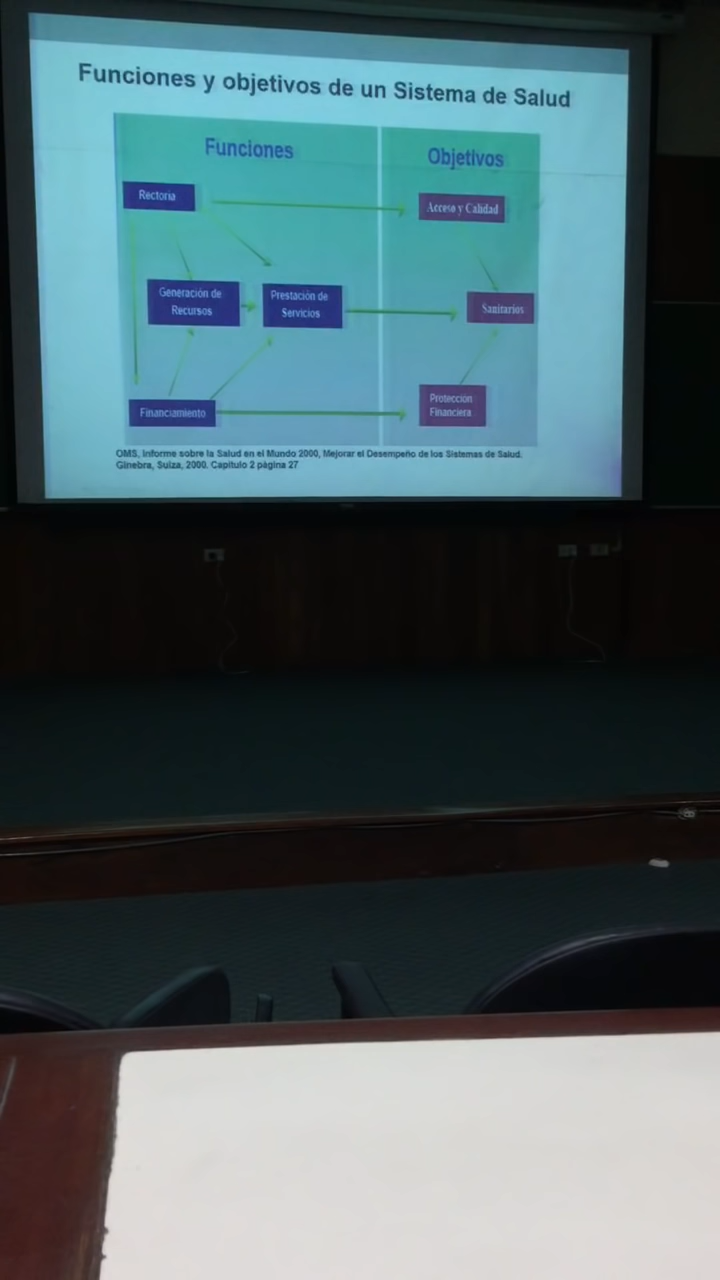 Funciones y objetivos de un Sistema de Salud
Funciones
Objetivos
Rectoria
Acceso y Calidad
Generación de
Recursos
Prestación de
Servicios
Sanitarios
Financiamiento
Protección
Financiera
OMS, Informe sobre la Salud en el Mundo 2000, Mejorar el Desempeño de los Sistemas de Salud.
Ginebra, Suiza, 2000. Capitulo 2 página 27